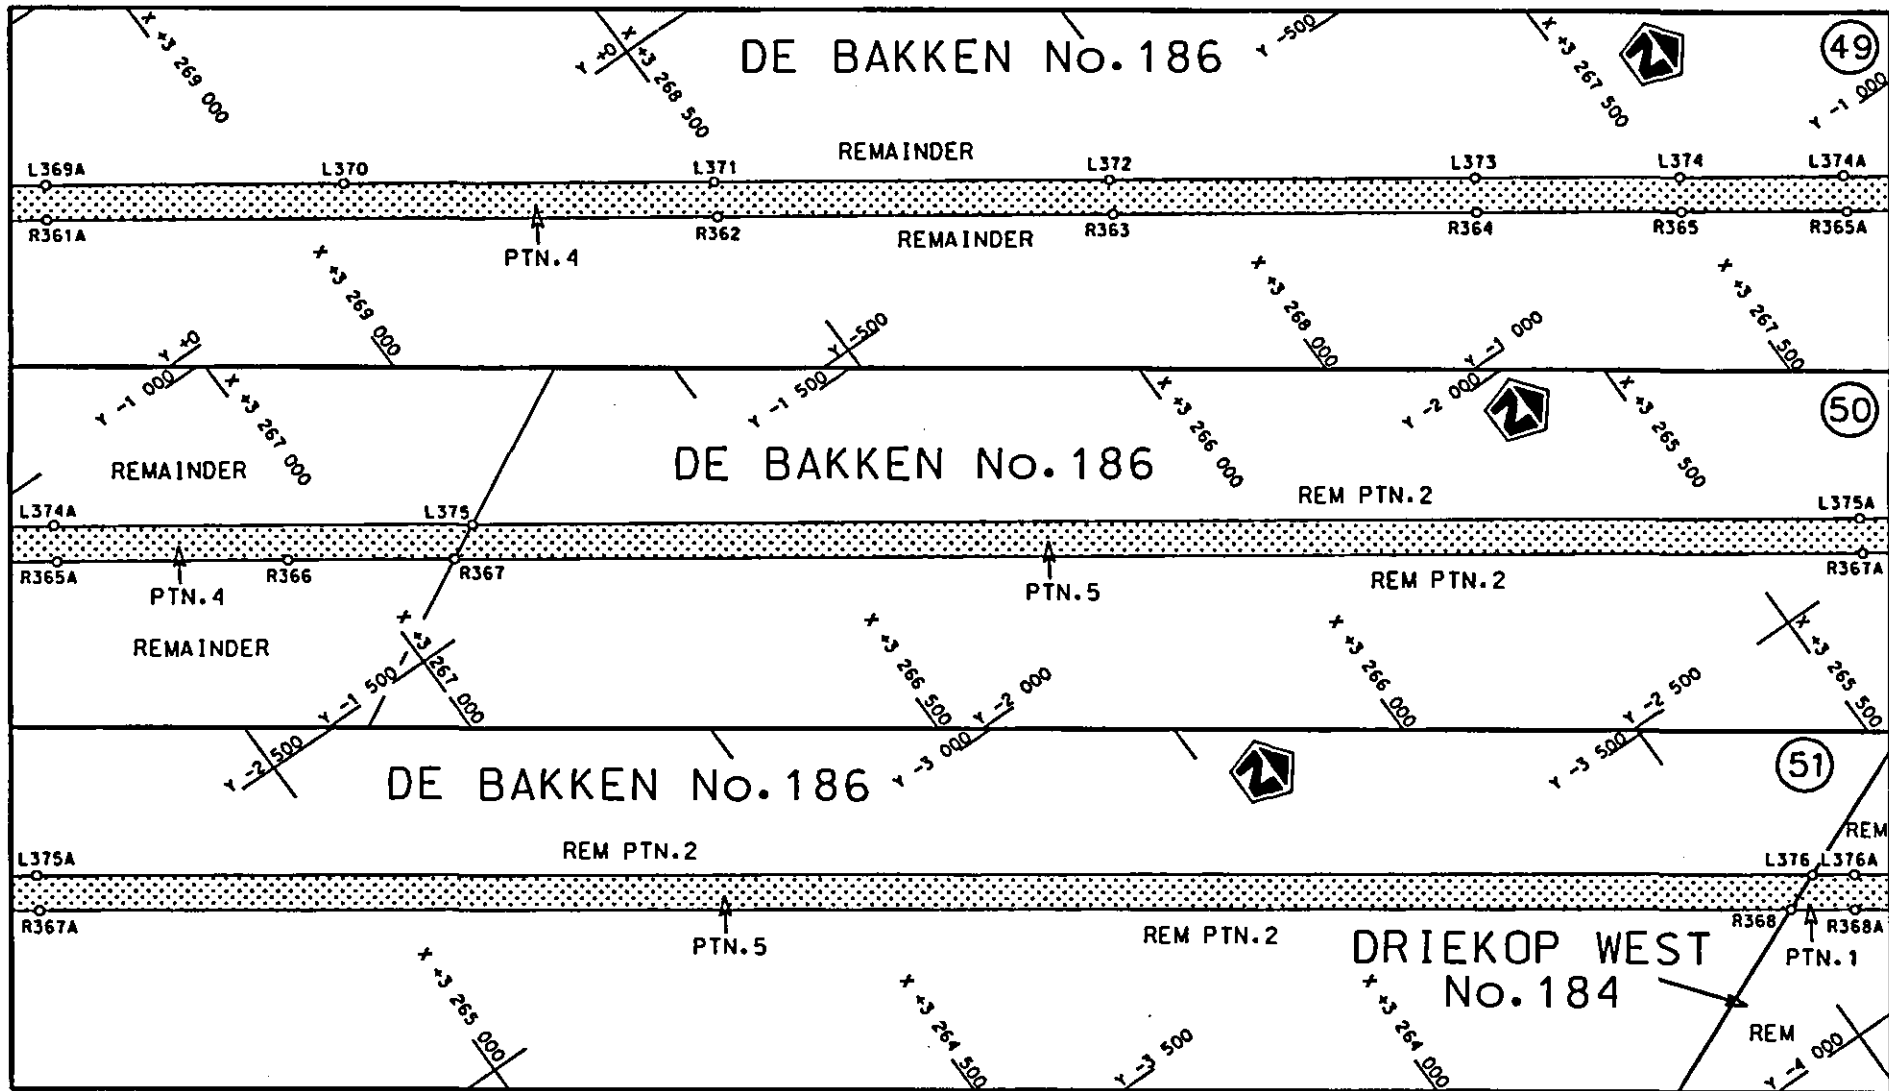 X +3 269 000
Y +0
X +3 268 500
DE BAKKEN No. 186
Y -500
X +3 267 500
49
Y -1 000
REMAINDER
L369A
L370
L371
L372
L373
L374
L374A
R361A
PTN.4
R362
REMAINDER
R363
R364
R365
R365A
X +3 269 000
X +3 268 000
X +3 267 500
Y +0
Y -500
Y -1 000
Y -1 000
X +3 267 000
Y -1 500
X +3 266 000
Y -2 000
X +3 265 500
50
REMAINDER
DE BAKKEN No. 186
REM PTN.2
L374A
L375
L375A
R365A
PTN.4
R366
R367
PTN.5
REM PTN.2
R367A
REMAINDER
X +3 267 000
X +3 266 500
X +3 266 000
X +3 265 500
Y -1 500
Y -2 000
Y -2 500
Y -2 500
DE BAKKEN No. 186
Y -3 000
Y -3 500
51
REM
L375A
REM PTN.2
L376
L376A
R367A
PTN.5
REM PTN.2
R368
R368A
PTN.1
DRIEKOP WEST
No. 184
REM
X +3 265 000
X +3 264 500
Y -3 500
X +3 264 000
Y -4 000